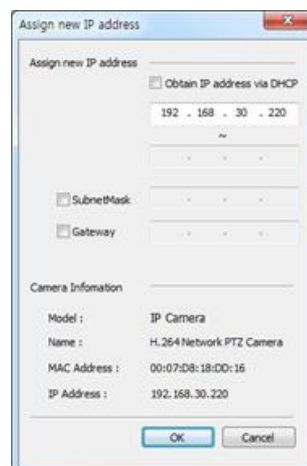 Assign new IP address
Assign new IP address
Obtain IP address via DHCP
192 . 168 . 30 . 220
~
. . .
SubnetMask . . .
Gateway . . .
Camera Infomation
Model : IP Camera
Name : H.264 Network PTZ Camera
MAC Address : 00:07:D8:18:DD:16
IP Address : 192.168.30.220
OK Cancel